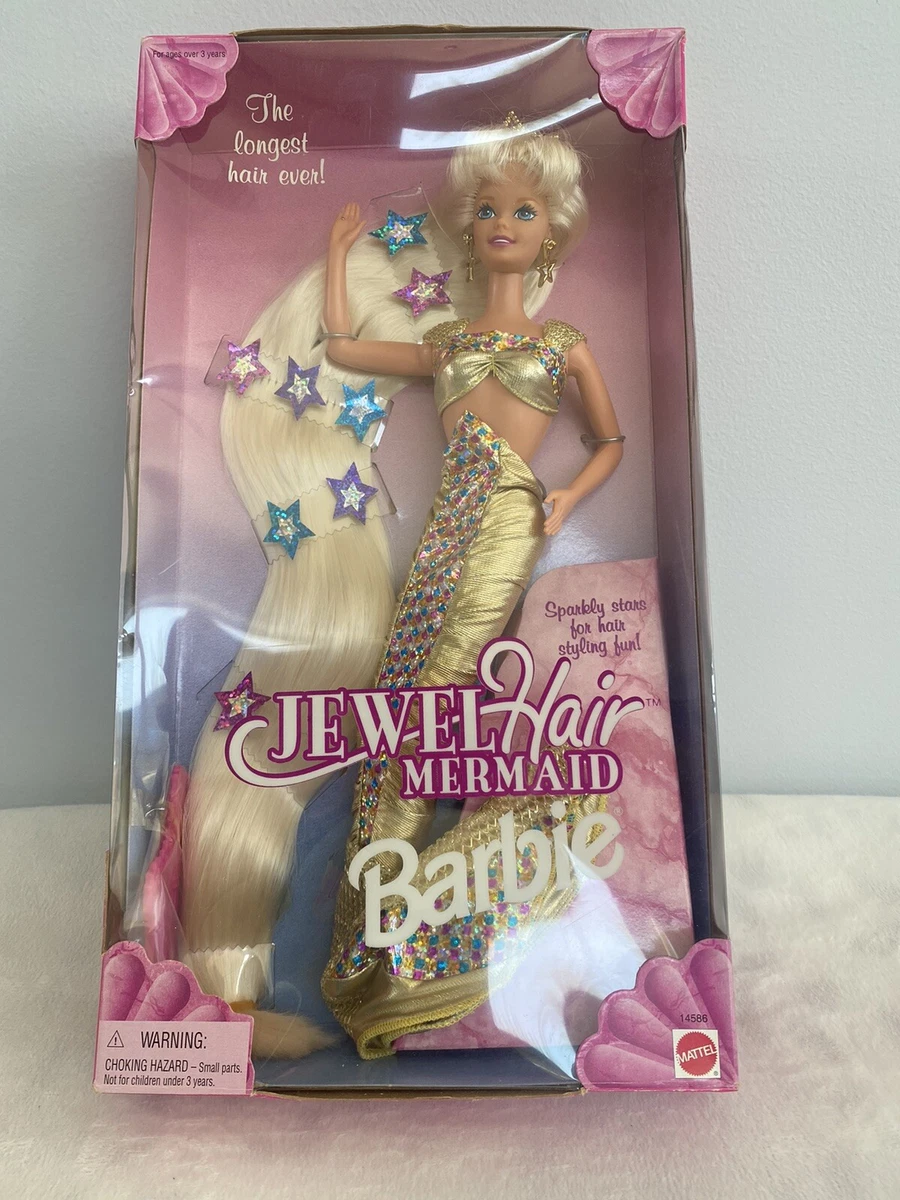 For ages over 3 years
The
longest
hair ever!
Sparkly stars
for hair
styling fun!
JEWEL Hair™
MERMAID
Barbie
14586
MATTEL
®
⚠ WARNING:
CHOKING HAZARD – Small parts.
Not for children under 3 years.